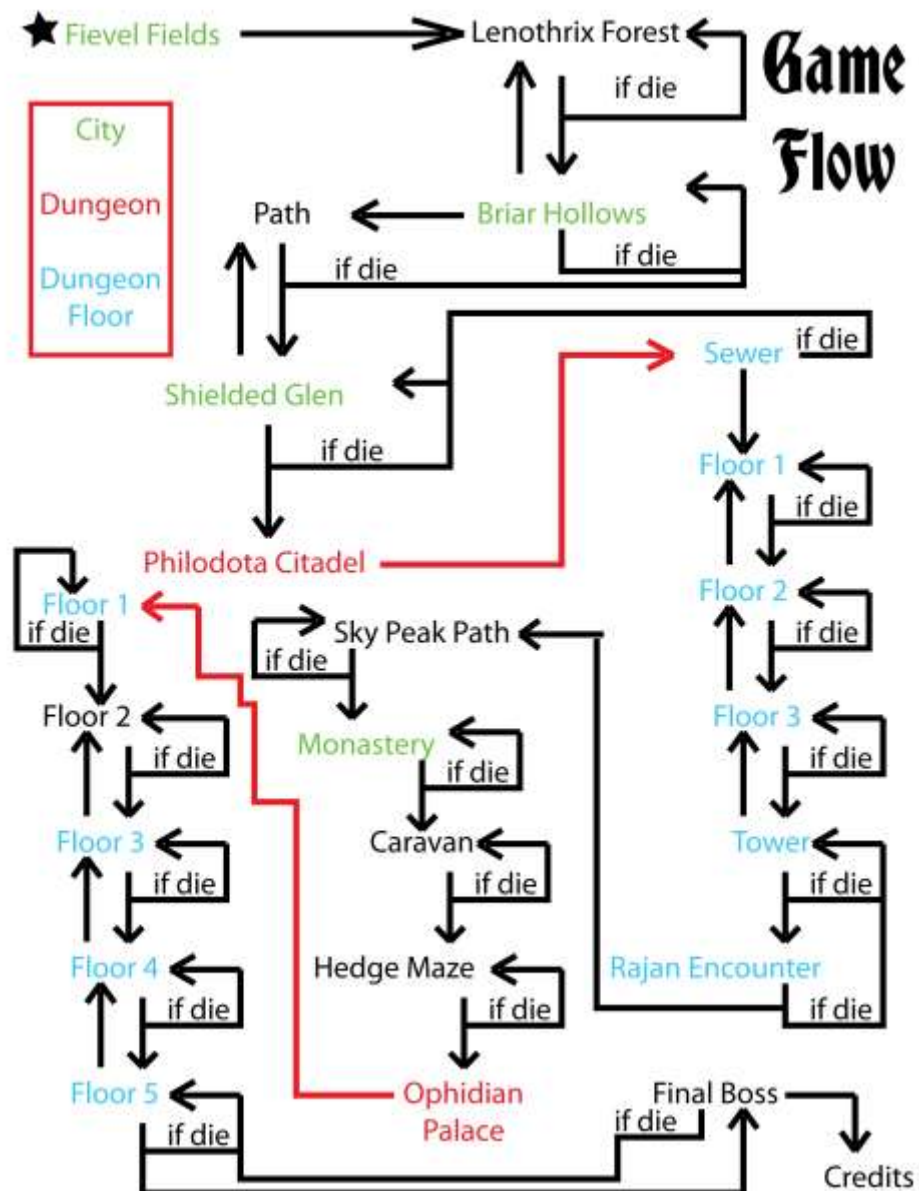 Fievel Fields
Lenothrix Forest
Game
Flow
if die
City
Dungeon
Dungeon
Floor
Path
Briar Hollows
if die
if die
Sewer
if die
Shielded Glen
if die
Floor 1
if die
Philodota Citadel
Floor 1
if die
Floor 2
if die
Sky Peak Path
if die
Floor 2
if die
Floor 3
if die
Monastery
if die
Floor 3
if die
Caravan
if die
Tower
if die
Floor 4
if die
Hedge Maze
if die
Rajan Encounter
if die
Floor 5
if die
Ophidian
Palace
Final Boss
if die
Credits